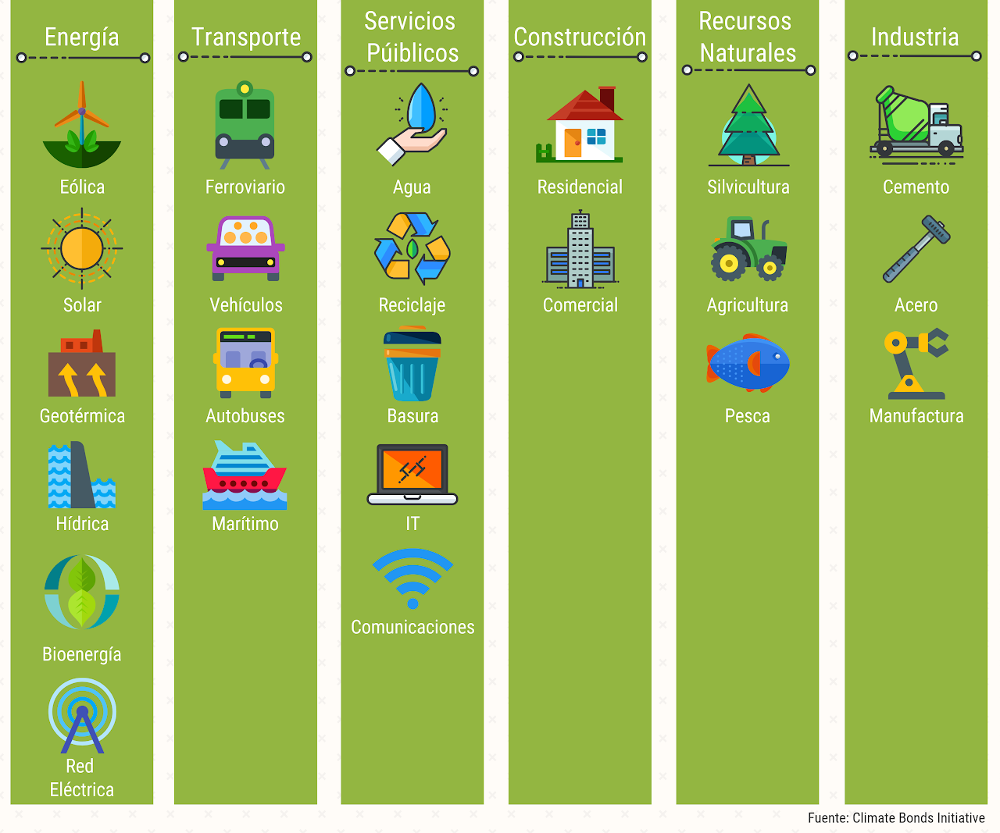 Energía
Eólica
Solar
Geotérmica
Hídrica
Bioenergía
Red
Eléctrica
Transporte
Ferroviario
Vehículos
Autobuses
Marítimo
Servicios
Púiblicos
Agua
Reciclaje
Basura
IT
Comunicaciones
Construcción
Residencial
Comercial
Recursos
Naturales
Silvicultura
Agricultura
Pesca
Industria
Cemento
Acero
Manufactura
Fuente: Climate Bonds Initiative